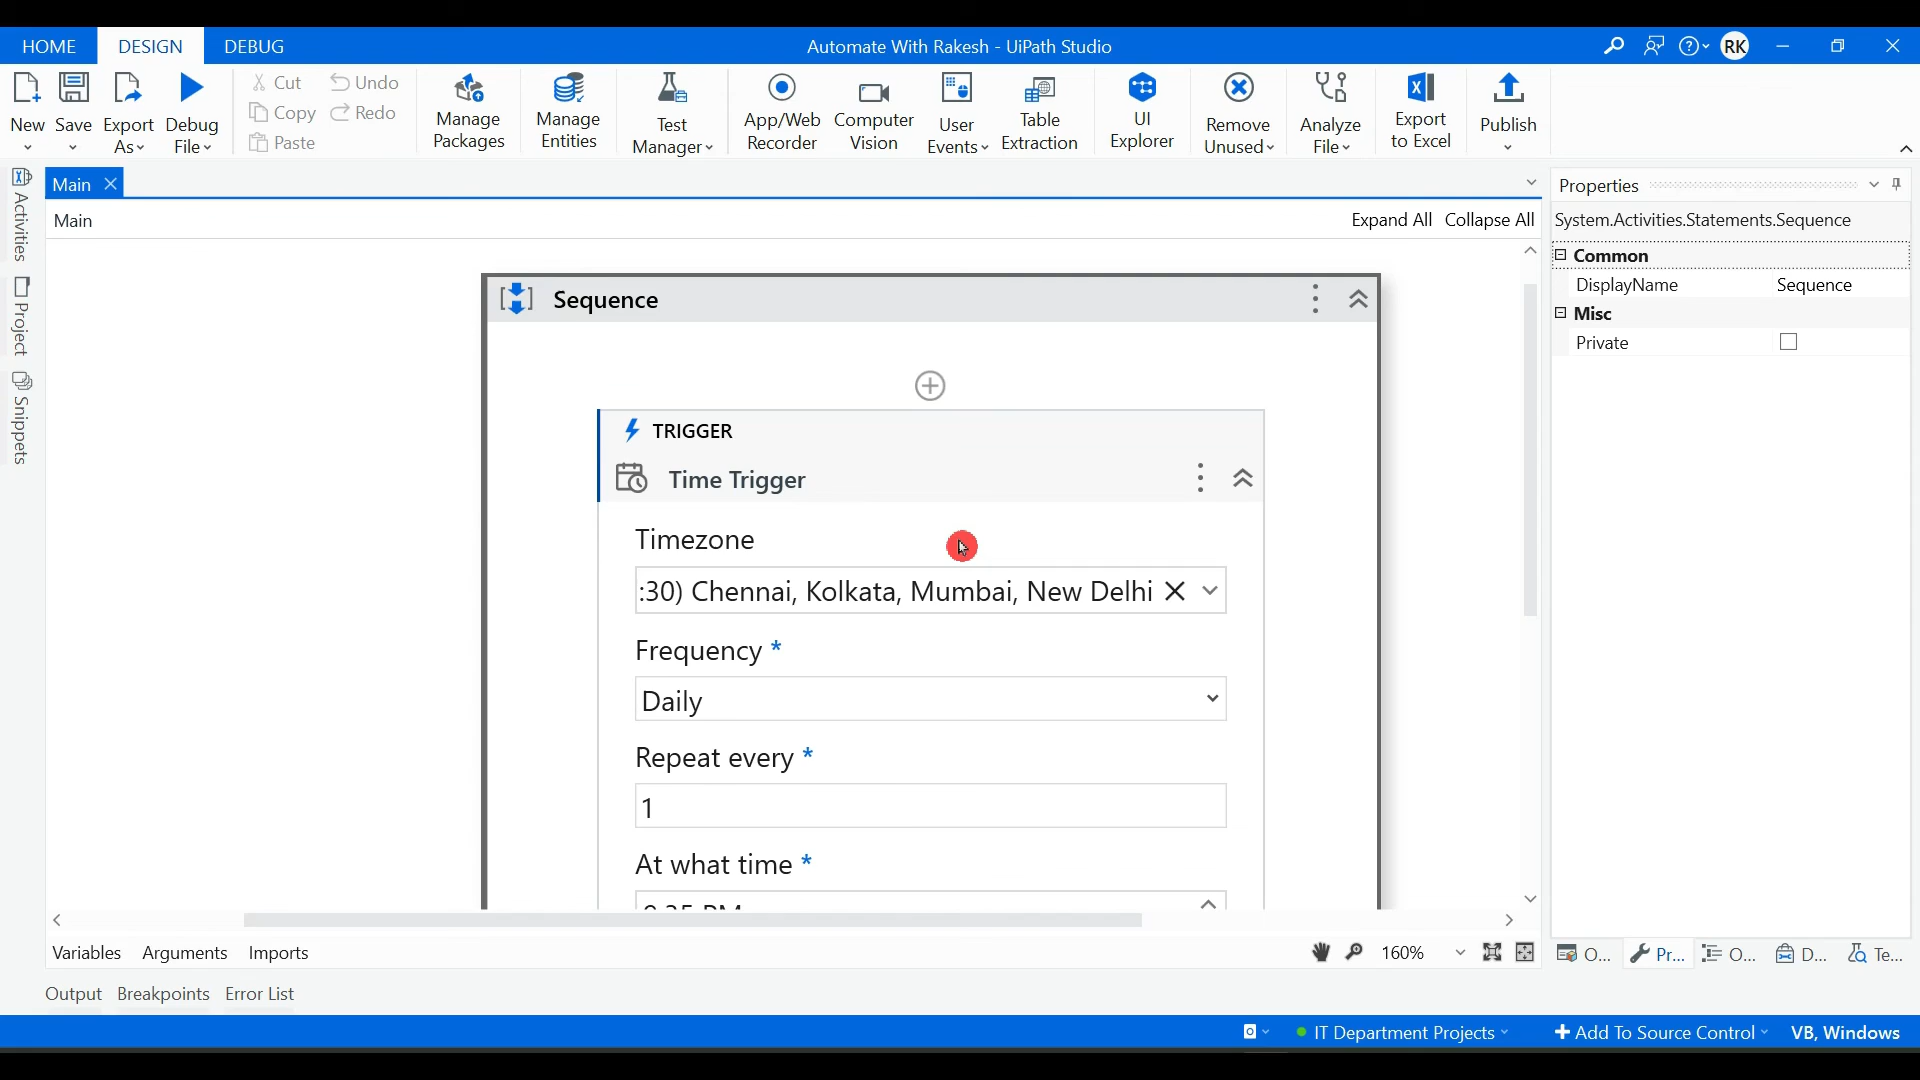 HOME DESIGN DEBUG Automate With Rakesh - UiPath Studio RK
New Save Export As Debug File Cut Copy Paste Undo Redo Manage Packages Manage Entities Test Manager App/Web Recorder Computer Vision User Events Table Extraction UI Explorer Remove Unused Analyze File Export to Excel Publish
Activities
Project
Snippets
Main
Main Expand All Collapse All
Sequence
TRIGGER
Time Trigger
Timezone
:30) Chennai, Kolkata, Mumbai, New Delhi
Frequency *
Daily
Repeat every *
1
At what time *
Properties
System.Activities.Statements.Sequence
Common
DisplayName Sequence
Misc
Private
Variables Arguments Imports 160% O... Pr... O... D... Te...
Output Breakpoints Error List
IT Department Projects Add To Source Control VB, Windows